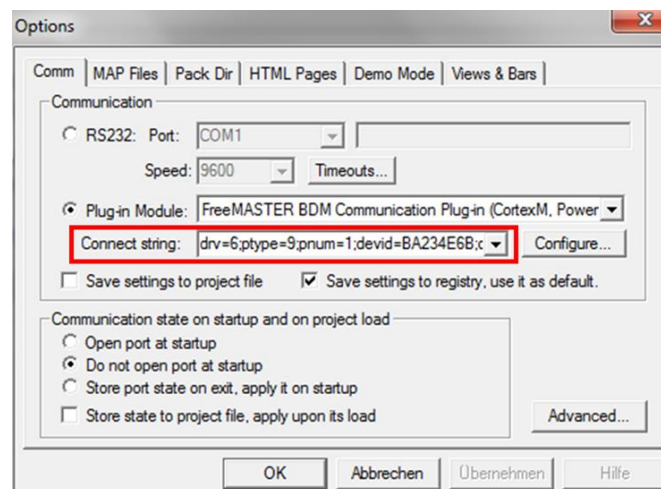 Options
Comm MAP Files Pack Dir HTML Pages Demo Mode Views & Bars
Communication
RS232: Port: COM1
Speed: 9600 Timeouts...
Plug-in Module: FreeMASTER BDM Communication Plug-in (CortexM, Power
Connect string: drv=6;ptype=9;pnum=1;devid=BA234E6B; Configure...
Save settings to project file Save settings to registry, use it as default.
Communication state on startup and on project load
Open port at startup
Do not open port at startup
Store port state on exit, apply it on startup
Store state to project file, apply upon its load Advanced...
OK Abbrechen Übernehmen Hilfe